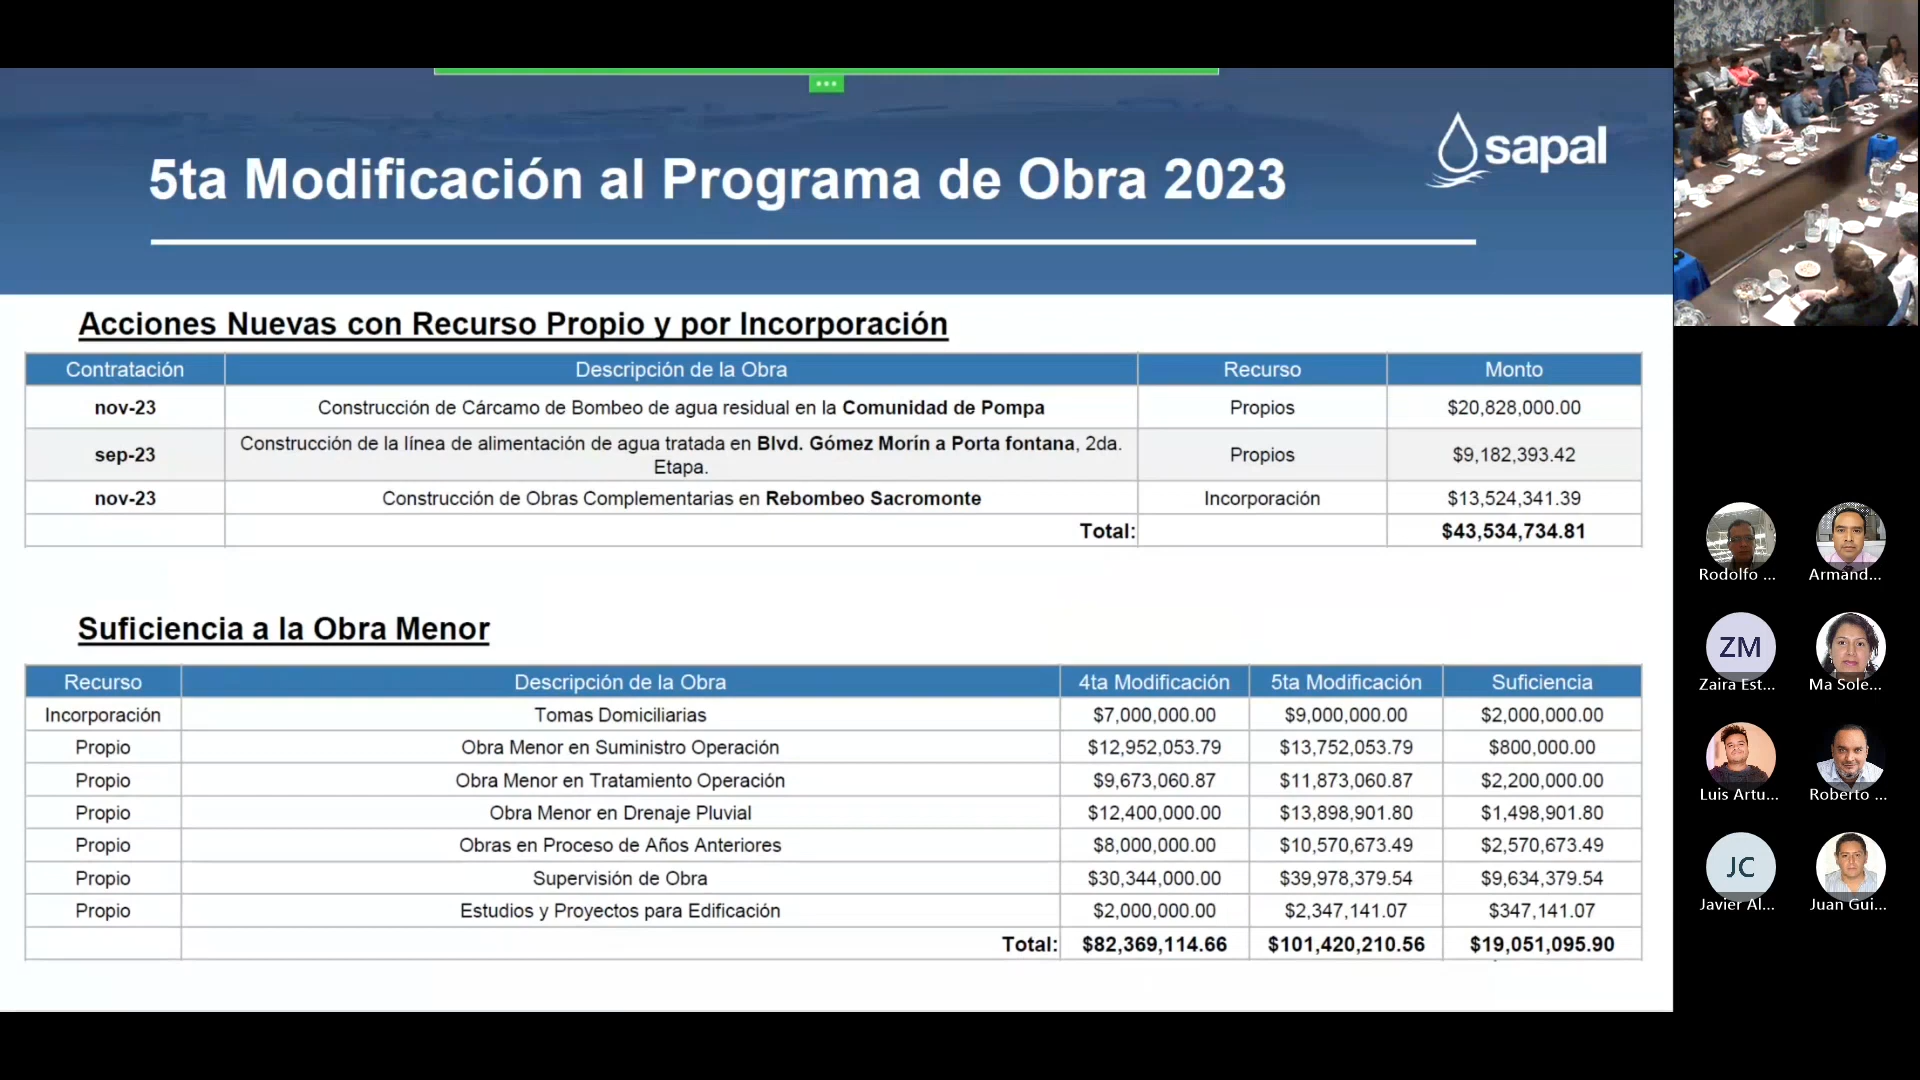 5ta Modificación al Programa de Obra 2023
sapal
Acciones Nuevas con Recurso Propio y por Incorporación
Contratación Descripción de la Obra Recurso Monto
nov-23 Construcción de Cárcamo de Bombeo de agua residual en la Comunidad de Pompa Propios $20,828,000.00
sep-23 Construcción de la línea de alimentación de agua tratada en Blvd. Gómez Morín a Porta fontana, 2da. Etapa. Propios $9,182,393.42
nov-23 Construcción de Obras Complementarias en Rebombeo Sacromonte Incorporación $13,524,341.39
Total: $43,534,734.81
Suficiencia a la Obra Menor
Recurso Descripción de la Obra 4ta Modificación 5ta Modificación Suficiencia
Incorporación Tomas Domiciliarias $7,000,000.00 $9,000,000.00 $2,000,000.00
Propio Obra Menor en Suministro Operación $12,952,053.79 $13,752,053.79 $800,000.00
Propio Obra Menor en Tratamiento Operación $9,673,060.87 $11,873,060.87 $2,200,000.00
Propio Obra Menor en Drenaje Pluvial $12,400,000.00 $13,898,901.80 $1,498,901.80
Propio Obras en Proceso de Años Anteriores $8,000,000.00 $10,570,673.49 $2,570,673.49
Propio Supervisión de Obra $30,344,000.00 $39,978,379.54 $9,634,379.54
Propio Estudios y Proyectos para Edificación $2,000,000.00 $2,347,141.07 $347,141.07
Total: $82,369,114.66 $101,420,210.56 $19,051,095.90
Rodolfo ... Armand...
ZM
Zaira Est... Ma Sole...
Luis Artu... Roberto ...
JC
Javier Al... Juan Gui...